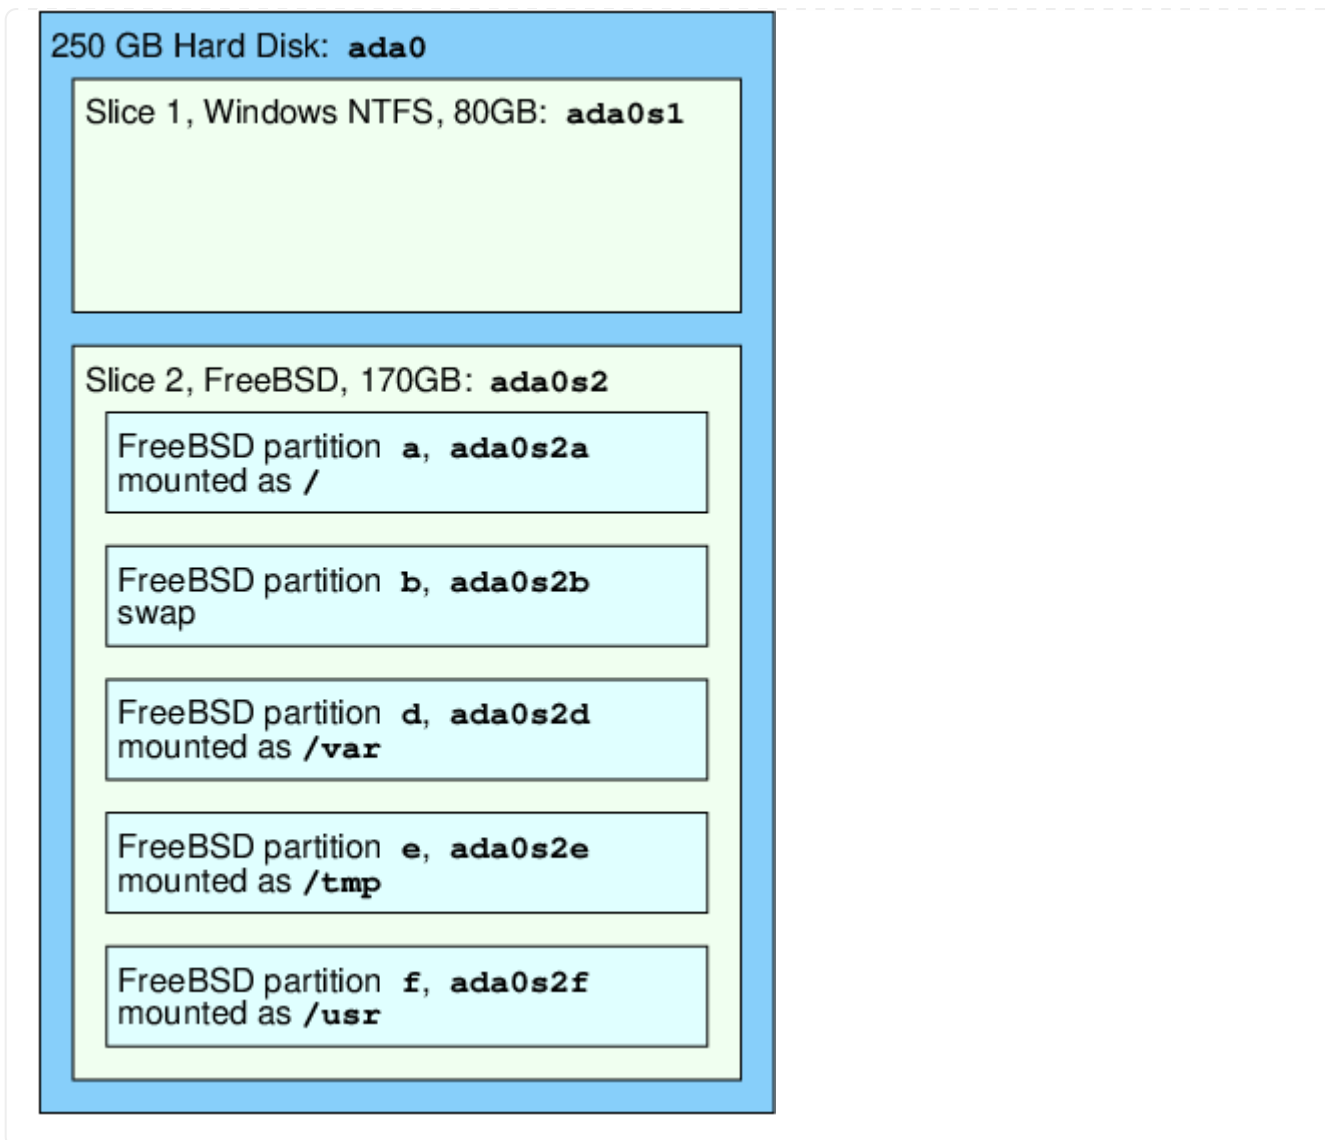 250 GB Hard Disk: ada0
Slice 1, Windows NTFS, 80GB: ada0s1
Slice 2, FreeBSD, 170GB: ada0s2
FreeBSD partition a, ada0s2a
mounted as /
FreeBSD partition b, ada0s2b
swap
FreeBSD partition d, ada0s2d
mounted as /var
FreeBSD partition e, ada0s2e
mounted as /tmp
FreeBSD partition f, ada0s2f
mounted as /usr